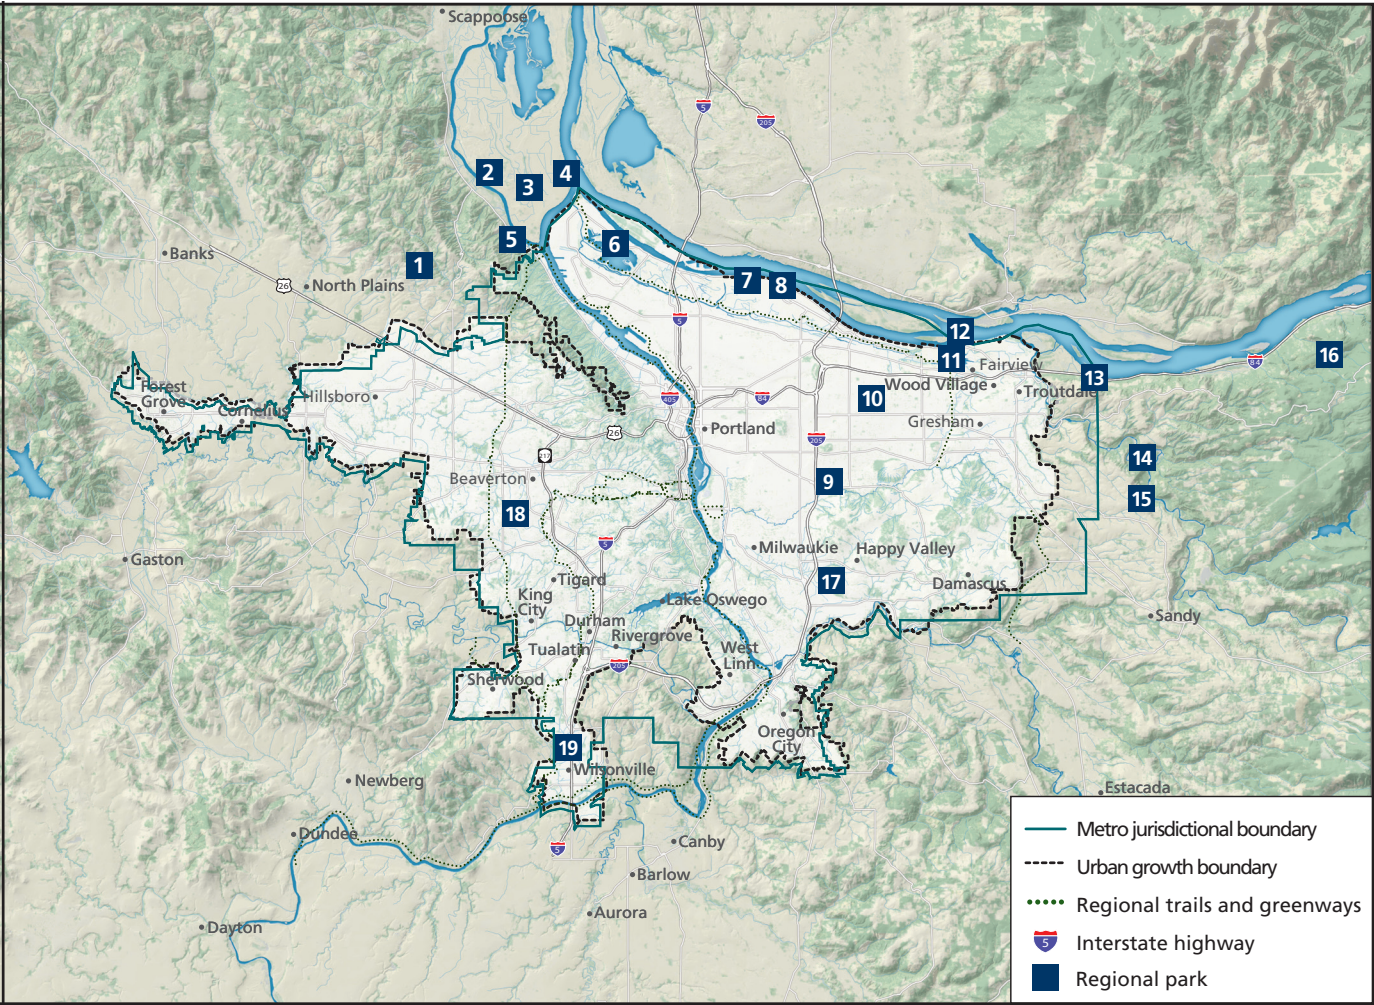 Scappoose
5
205
2
3
4
5
6
Banks
1
26
North Plains
7
8
5
12
11
Fairview
84
16
Forest
Grove
Cornelius
Hillsboro
405
84
10
Wood Village
Troutdale
13
Portland
26
Gresham
217
205
14
Beaverton
9
15
18
5
Milwaukie
Happy Valley
Gaston
Tigard
17
Damascus
King
City
Lake Oswego
Sandy
Durham
Rivergrove
Tualatin
West
Linn
205
Sherwood
Oregon
City
19
Wilsonville
Newberg
Estacada
Dundee
Canby
5
Barlow
Aurora
Dayton
Metro jurisdictional boundary
Urban growth boundary
Regional trails and greenways
5
Interstate highway
Regional park